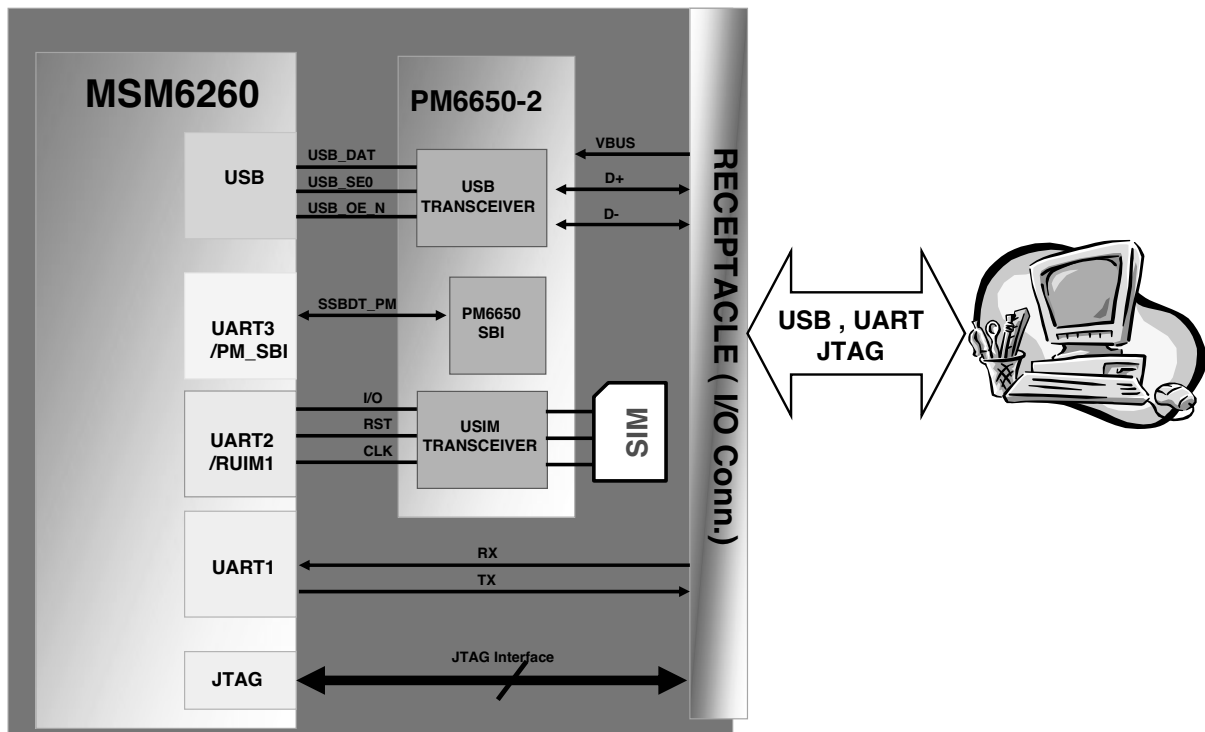 MSM6260
PM6650-2
USB
USB_DAT
USB_SE0
USB_OE_N
USB
TRANSCEIVER
VBUS
D+
D-
UART3
/PM_SBI
SSBDT_PM
PM6650
SBI
UART2
/RUIM1
I/O
RST
CLK
USIM
TRANSCEIVER
SIM
UART1
RX
TX
JTAG
JTAG Interface
RECEPTACLE ( I/O Conn.)
USB , UART
JTAG